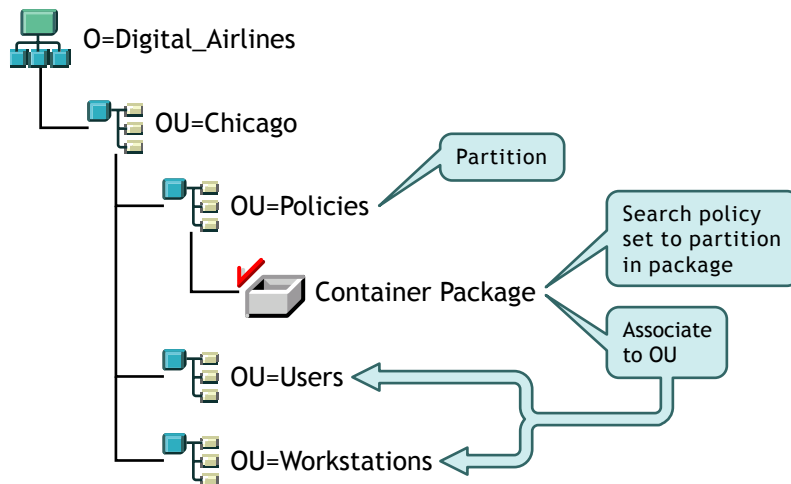 O=Digital_Airlines
OU=Chicago
Partition
OU=Policies
Search policy
set to partition
in package
Container Package
Associate
to OU
OU=Users
OU=Workstations